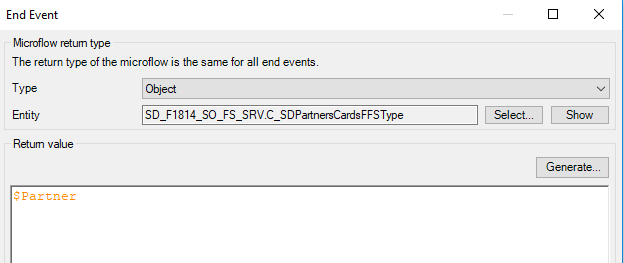 End Event
Microflow return type
The return type of the microflow is the same for all end events.
Type Object
Entity SD_F1814_SO_FS_SRV.C_SDPartnersCardsFFSType Select... Show
Return value
Generate...
$Partner